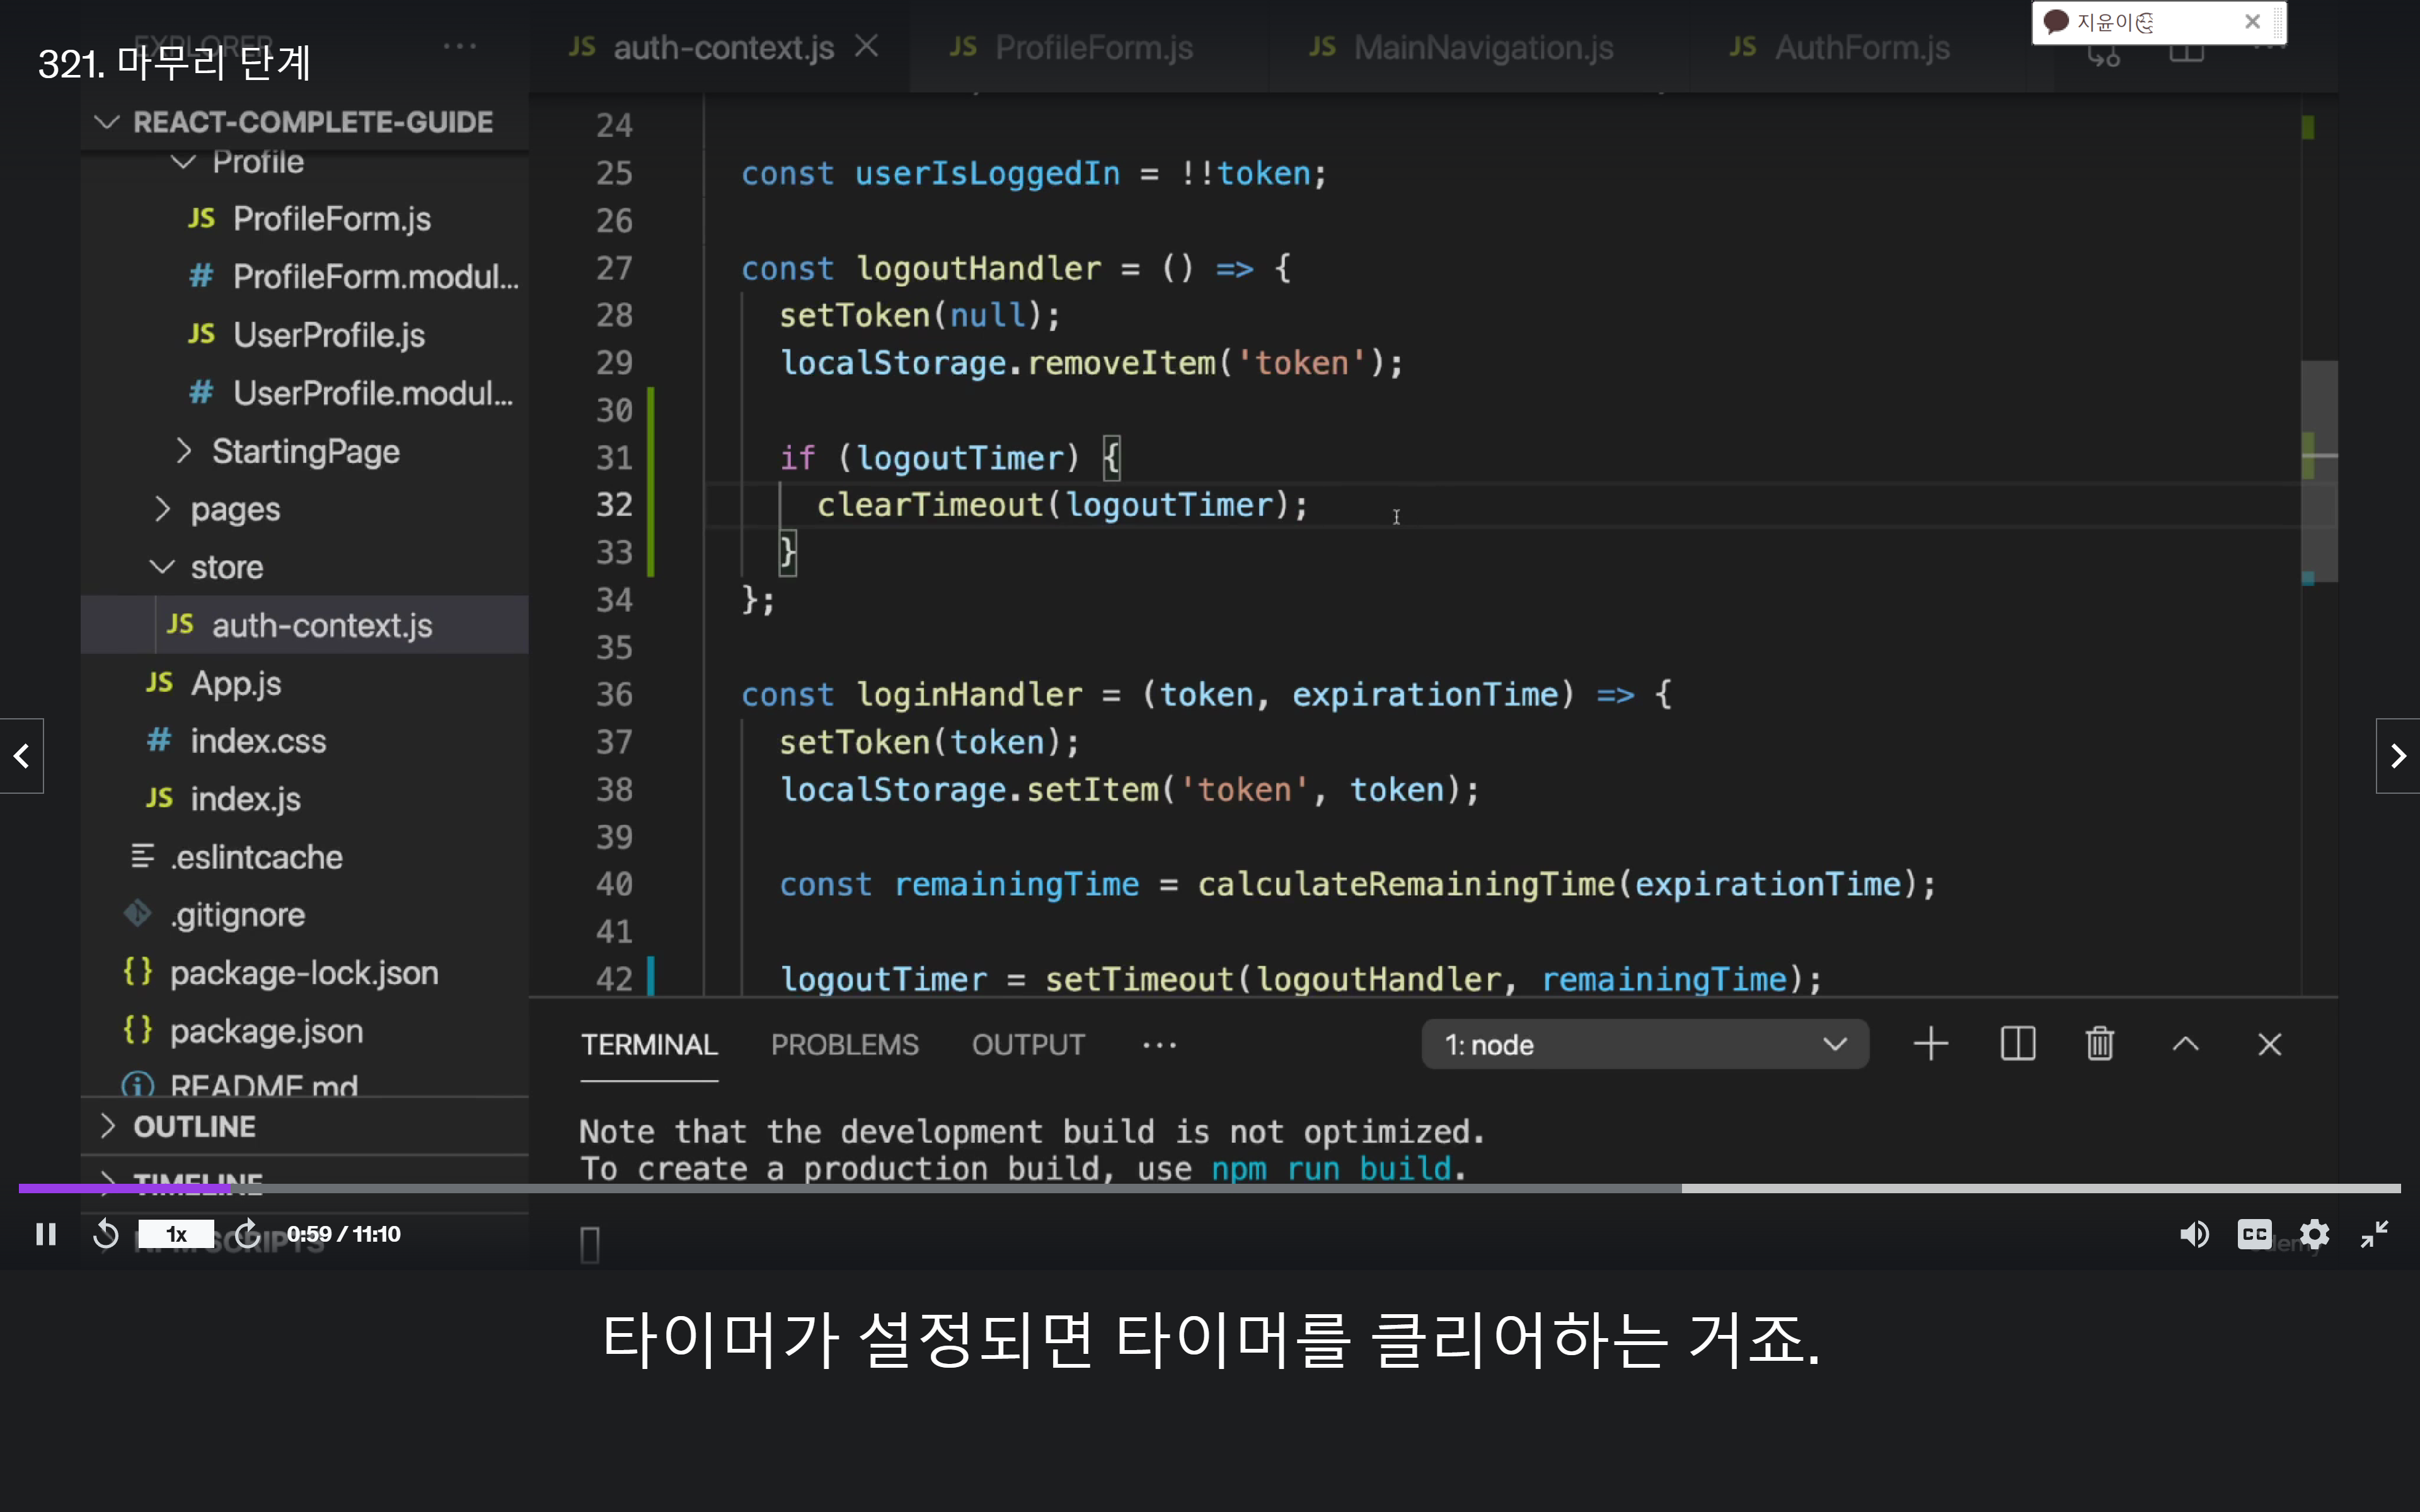 지윤이
EXPLORER
321. 마무리 단계
JS auth-context.js
JS ProfileForm.js
JS MainNavigation.js
JS AuthForm.js
REACT-COMPLETE-GUIDE
Profile
JS ProfileForm.js
# ProfileForm.modul...
JS UserProfile.js
# UserProfile.modul...
StartingPage
pages
store
JS auth-context.js
JS App.js
# index.css
JS index.js
.eslintcache
.gitignore
{} package-lock.json
{} package.json
README.md
OUTLINE
TIMELINE
NPM SCRIPTS
24
25 const userIsLoggedIn = !!token;
26
27 const logoutHandler = () => {
28 setToken(null);
29 localStorage.removeItem('token');
30
31 if (logoutTimer) {
32 clearTimeout(logoutTimer);
33 }
34 };
35
36 const loginHandler = (token, expirationTime) => {
37 setToken(token);
38 localStorage.setItem('token', token);
39
40 const remainingTime = calculateRemainingTime(expirationTime);
41
42 logoutTimer = setTimeout(logoutHandler, remainingTime);
TERMINAL PROBLEMS OUTPUT ... 1: node
Note that the development build is not optimized.
To create a production build, use npm run build.
1x 0:59 / 11:10
CC
타이머가 설정되면 타이머를 클리어하는 거죠.